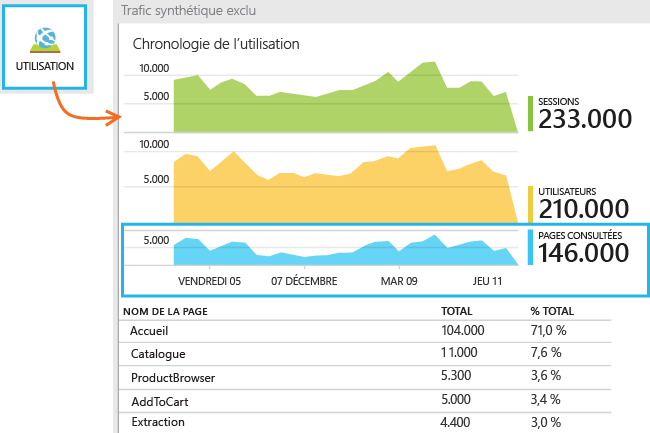 Trafic synthétique exclu
UTILISATION
Chronologie de l'utilisation
10.000
5.000
SESSIONS
233.000
10.000
5.000
UTILISATEURS
210.000
5.000
PAGES CONSULTÉES
146.000
VENDREDI 05 07 DÉCEMBRE MAR 09 JEU 11
NOM DE LA PAGE TOTAL % TOTAL
Accueil 104.000 71,0 %
Catalogue 11.000 7,6 %
ProductBrowser 5.300 3,6 %
AddToCart 5.000 3,4 %
Extraction 4.400 3,0 %